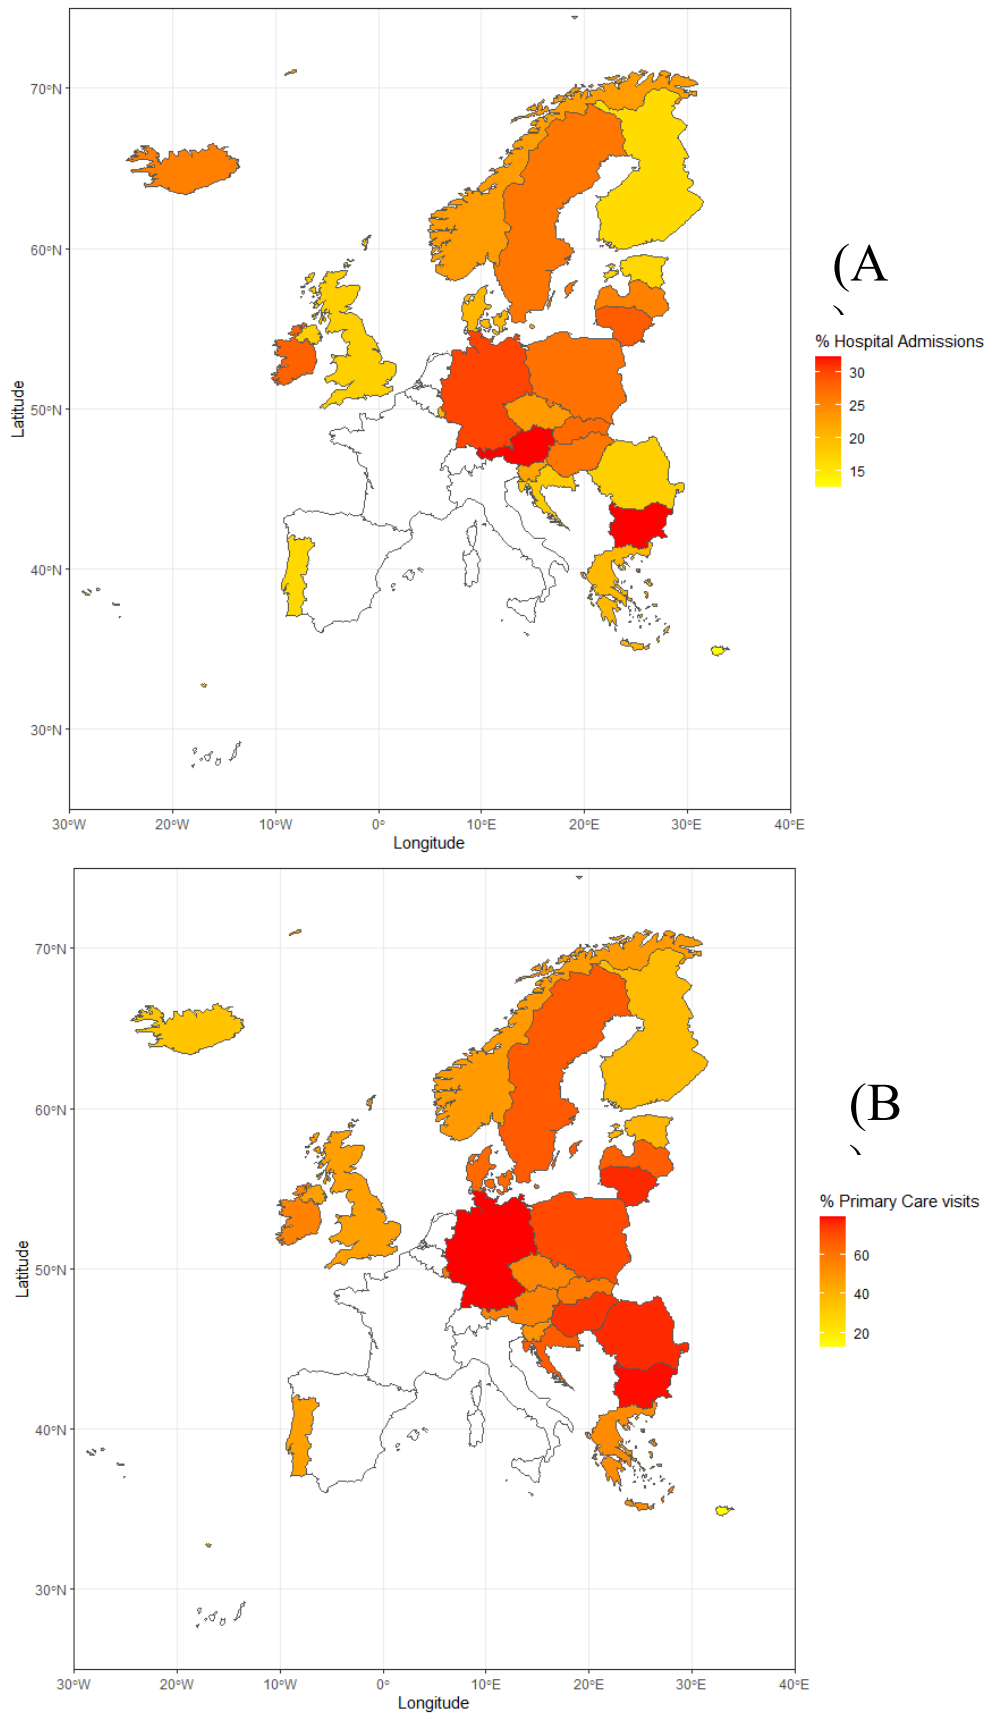 70°N
60°N
50°N
40°N
30°N
Latitude
30°W 20°W 10°W 0° 10°E 20°E 30°E 40°E
Longitude
(A
)
% Hospital Admissions
30
25
20
15
70°N
60°N
50°N
40°N
30°N
Latitude
30°W 20°W 10°W 0° 10°E 20°E 30°E 40°E
Longitude
(B
)
% Primary Care visits
60
40
20